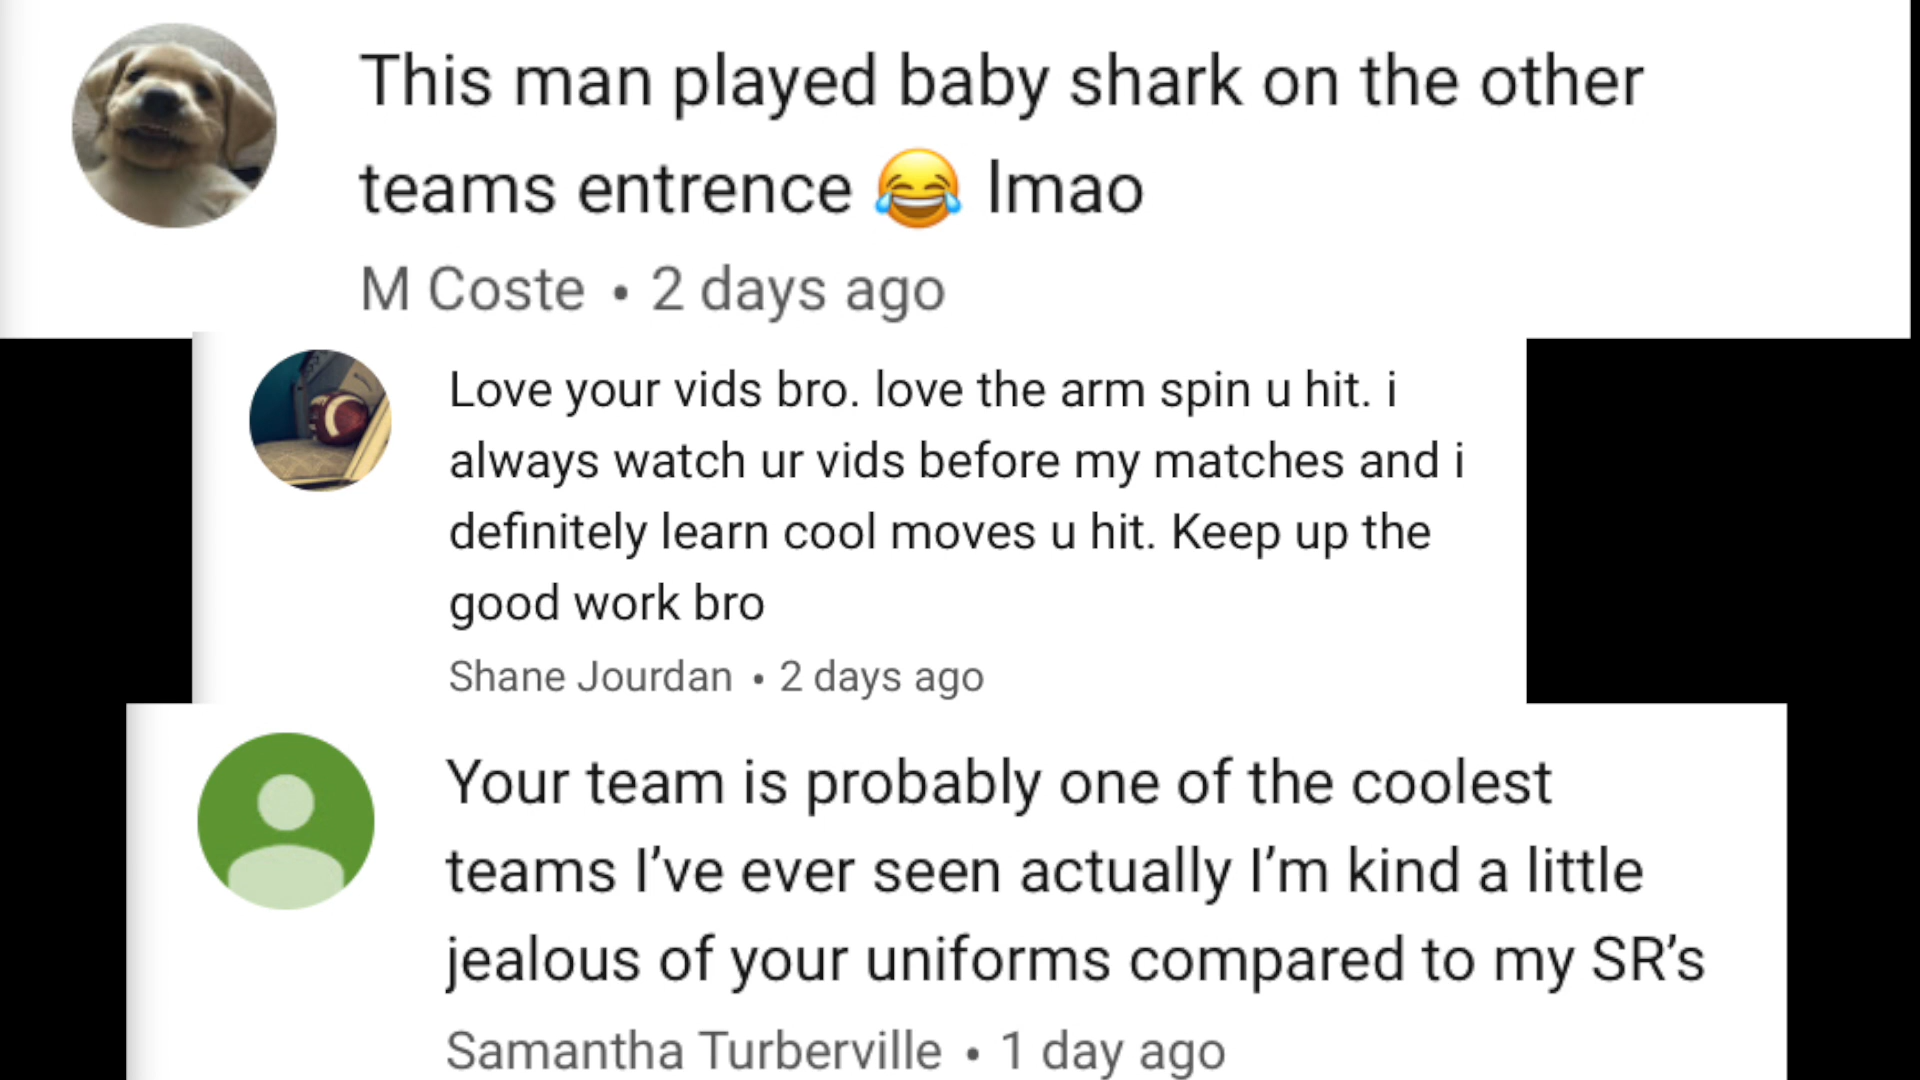 This man played baby shark on the other
teams entrence 😂 lmao
M Coste • 2 days ago
Love your vids bro. love the arm spin u hit. i
always watch ur vids before my matches and i
definitely learn cool moves u hit. Keep up the
good work bro
Shane Jourdan • 2 days ago
Your team is probably one of the coolest
teams I’ve ever seen actually I’m kind a little
jealous of your uniforms compared to my SR’s
Samantha Turberville • 1 day ago